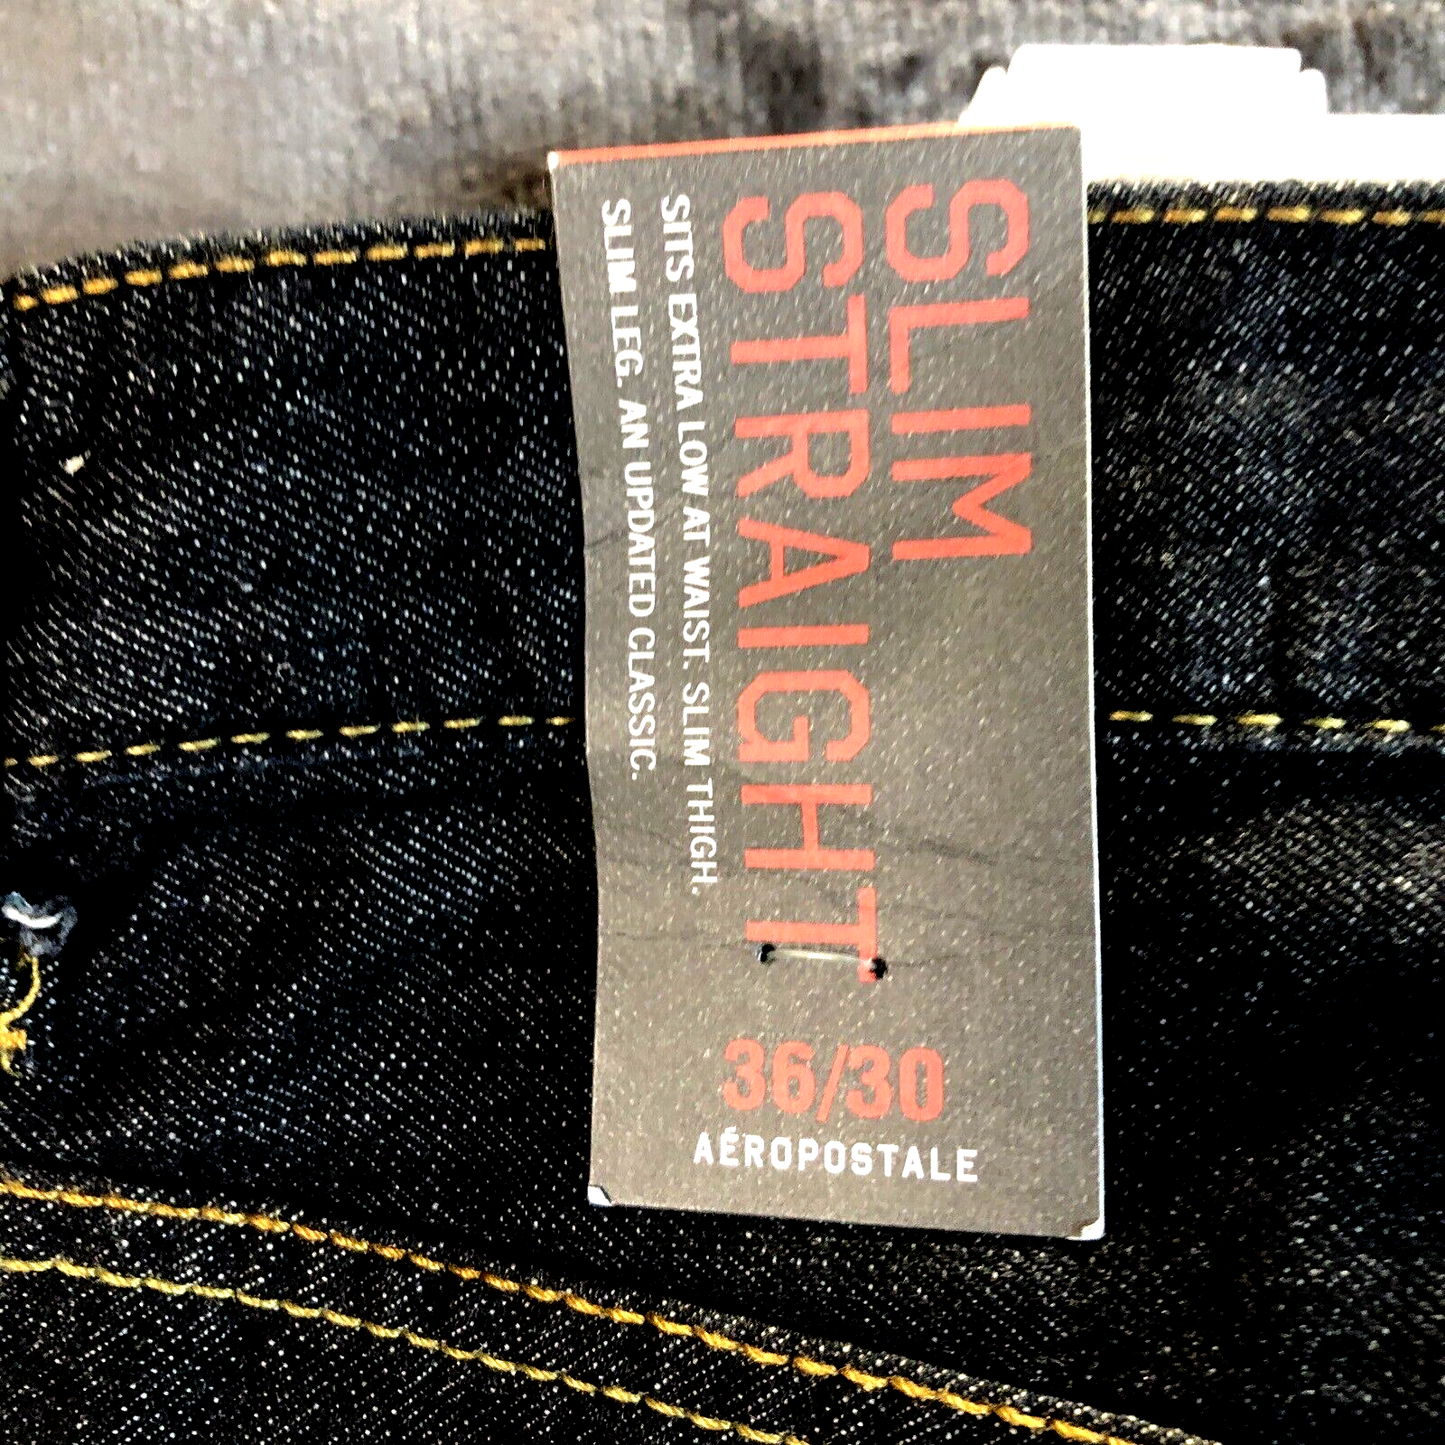 SLIM
STRAIGHT
SITS EXTRA LOW AT WAIST. SLIM THIGH.
SLIM LEG. AN UPDATED CLASSIC.
36/30
AÉROPOSTALE